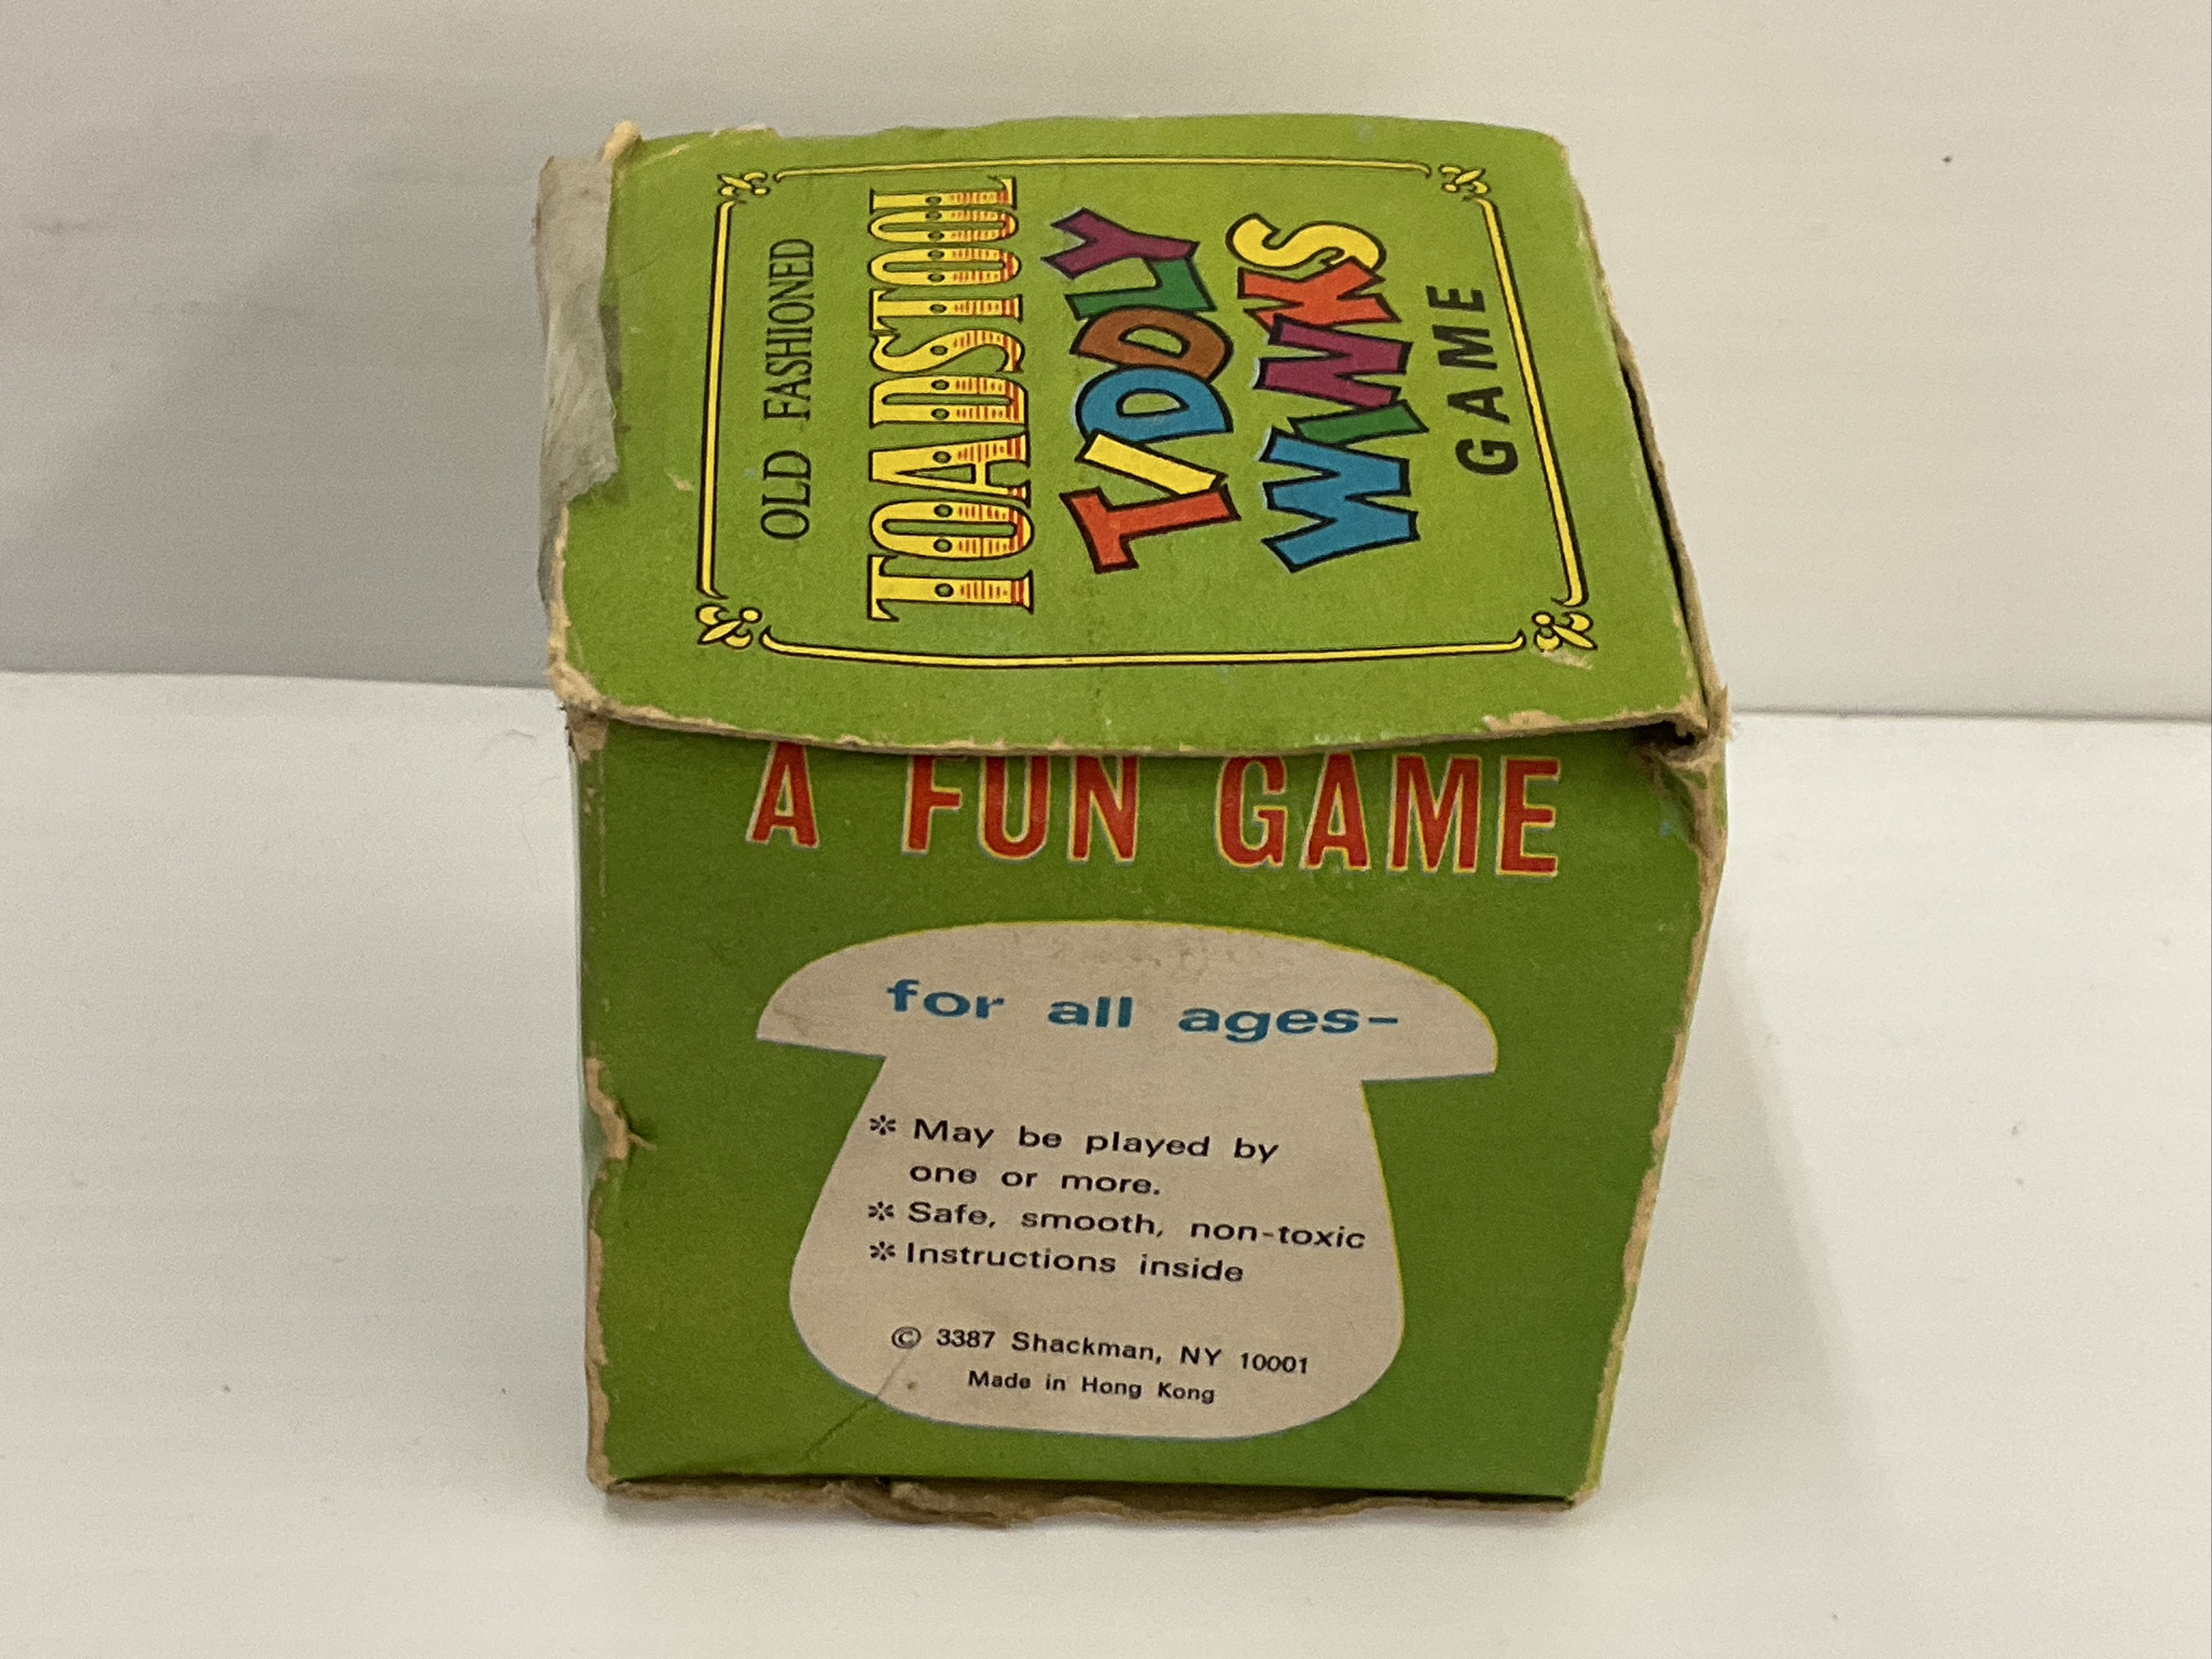 OLD FASHIONED
TOADSTOOL
TIDDLY
WINKS
GAME
A FUN GAME
for all ages-
✲ May be played by
one or more.
✲ Safe, smooth, non-toxic
✲ Instructions inside
© 3387 Shackman, NY 10001
Made in Hong Kong